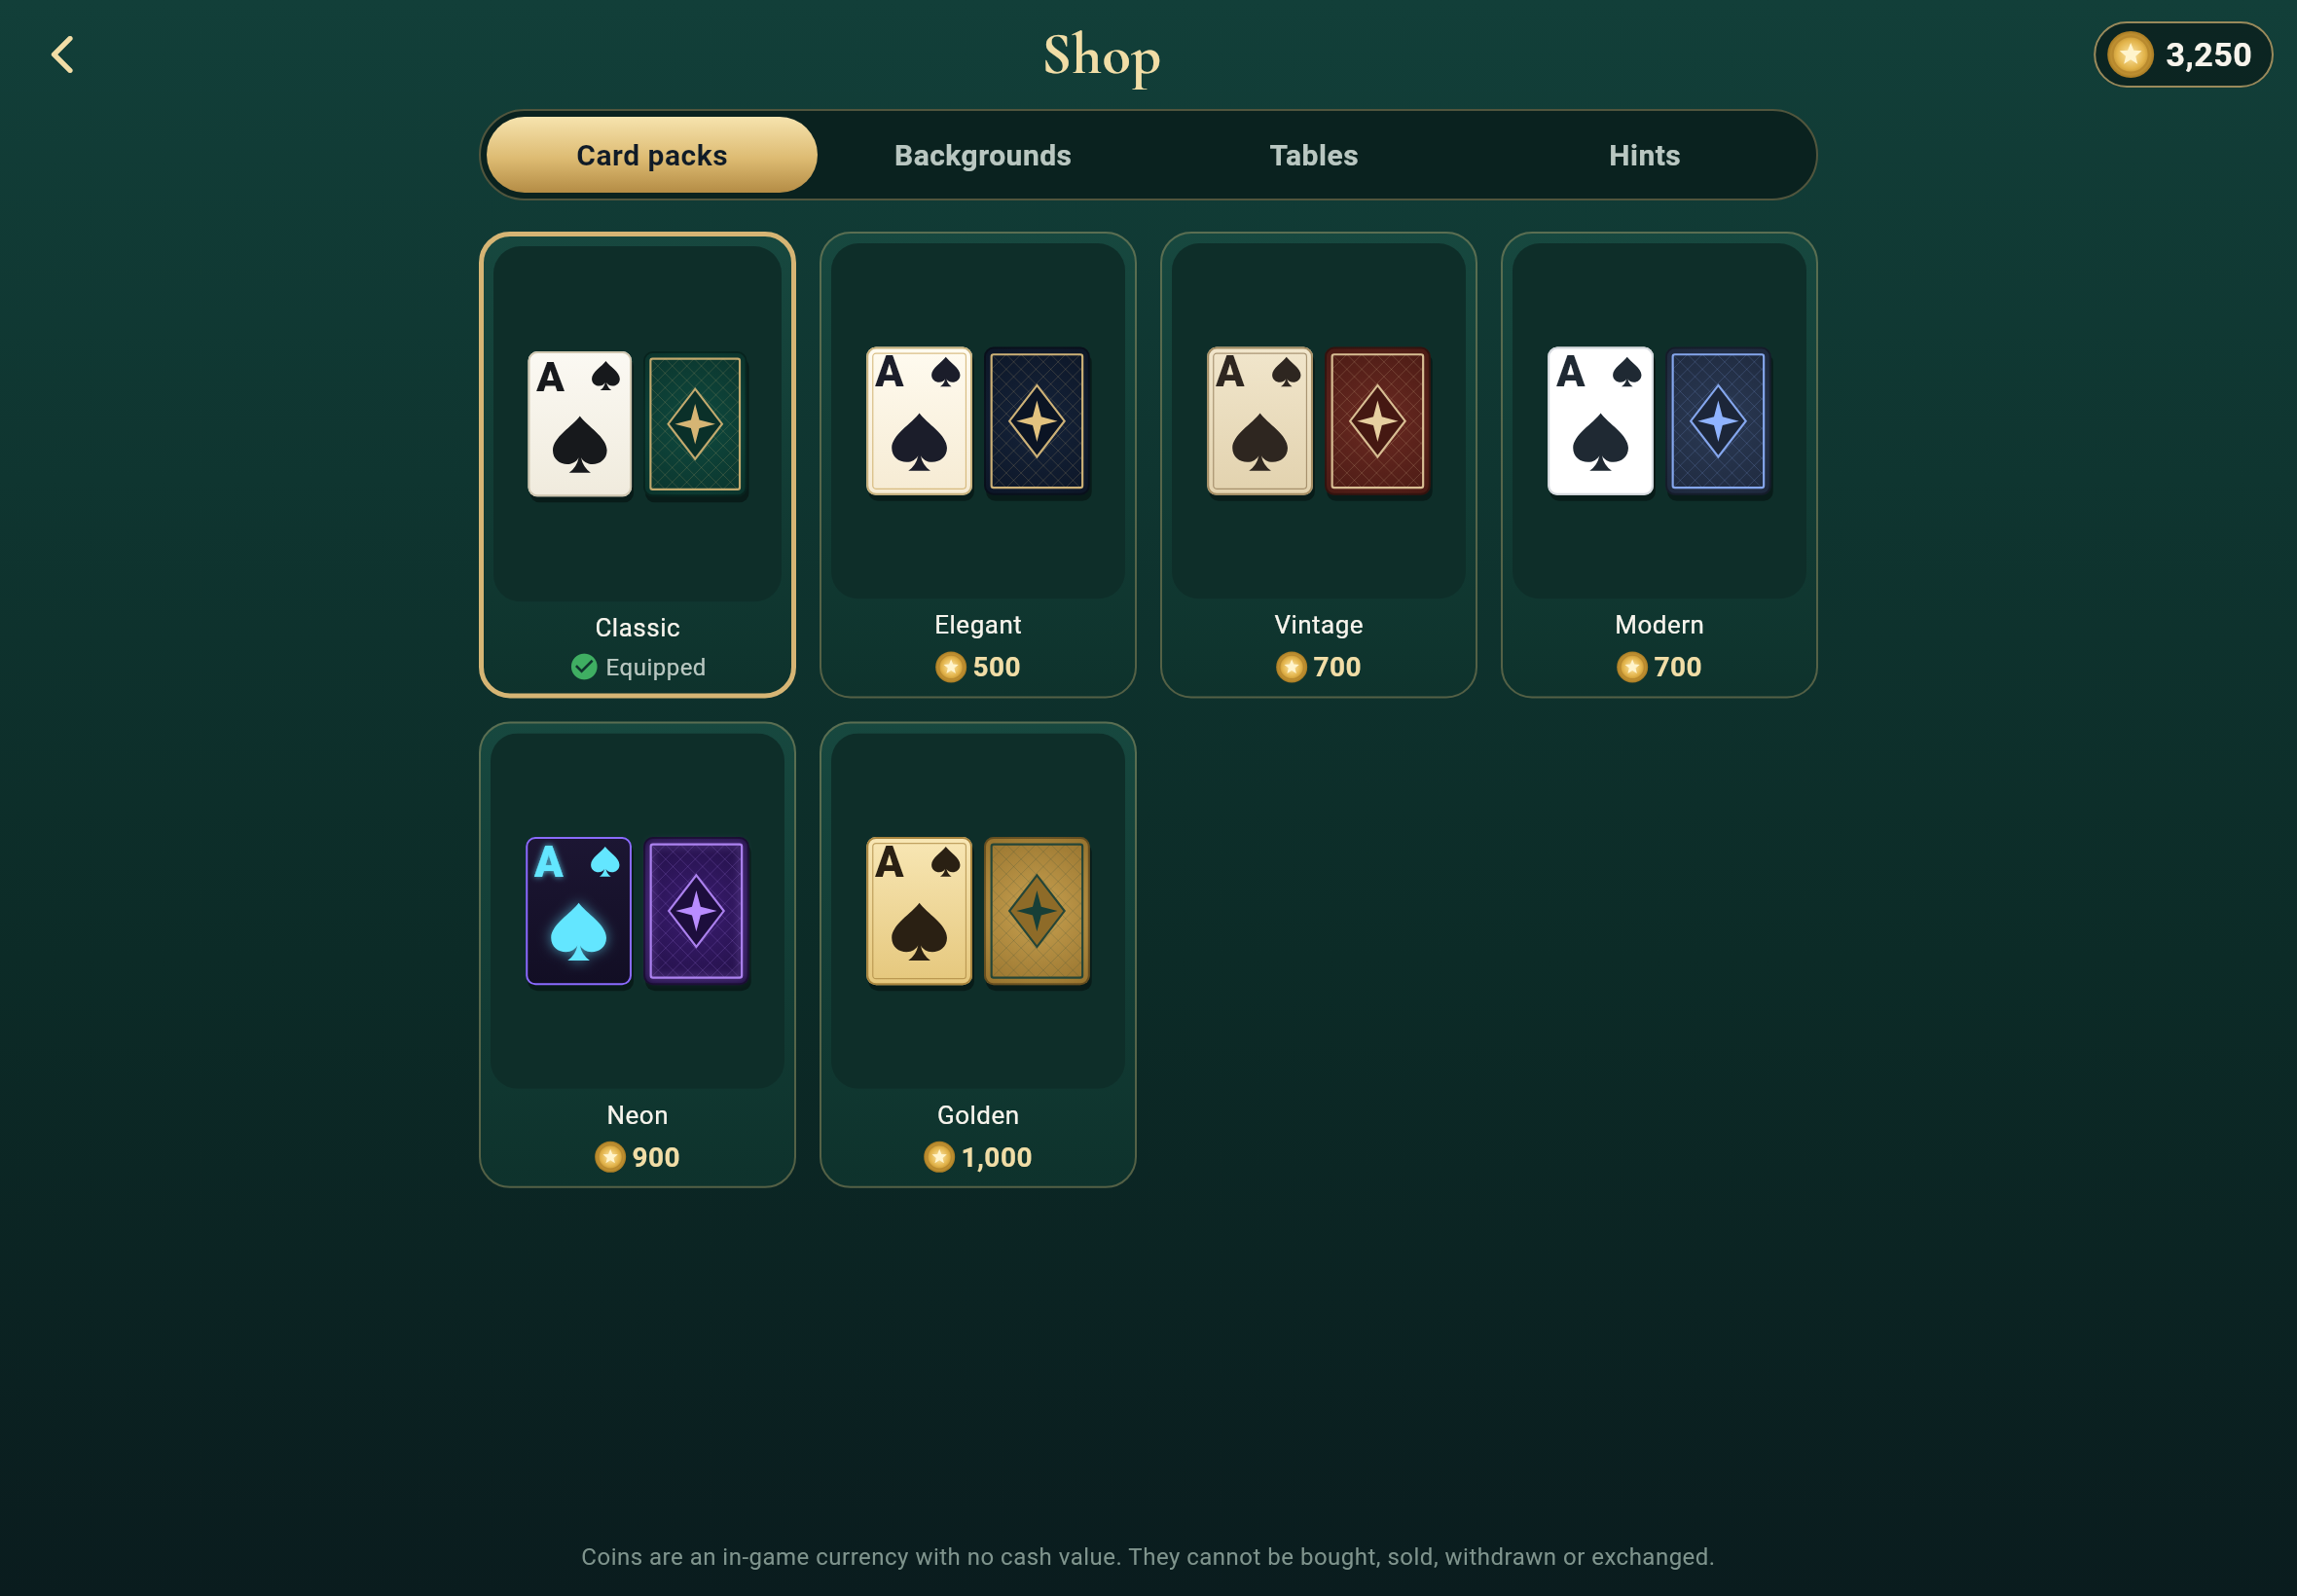 Shop
3,250
Card packs
Backgrounds
Tables
Hints
A
A
A
A
Classic
Elegant
Vintage
Modern
Equipped
500
700
700
A
A
Neon
Golden
900
1,000
Coins are an in-game currency with no cash value. They cannot be bought, sold, withdrawn or exchanged.